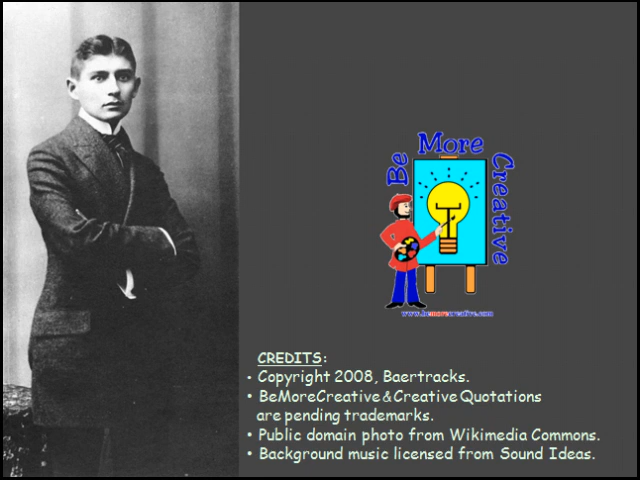 Be More Creative
www.bemorecreative.com
CREDITS:
• Copyright 2008, Baertracks.
• BeMoreCreative & Creative Quotations
are pending trademarks.
• Public domain photo from Wikimedia Commons.
• Background music licensed from Sound Ideas.